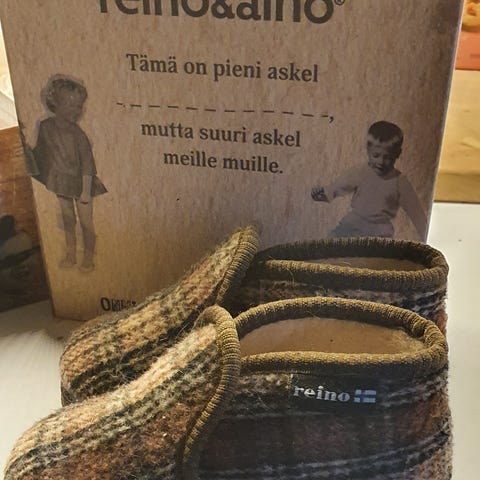 reino&aino®
Tämä on pieni askel
,
mutta suuri askel
meille muille.
reino